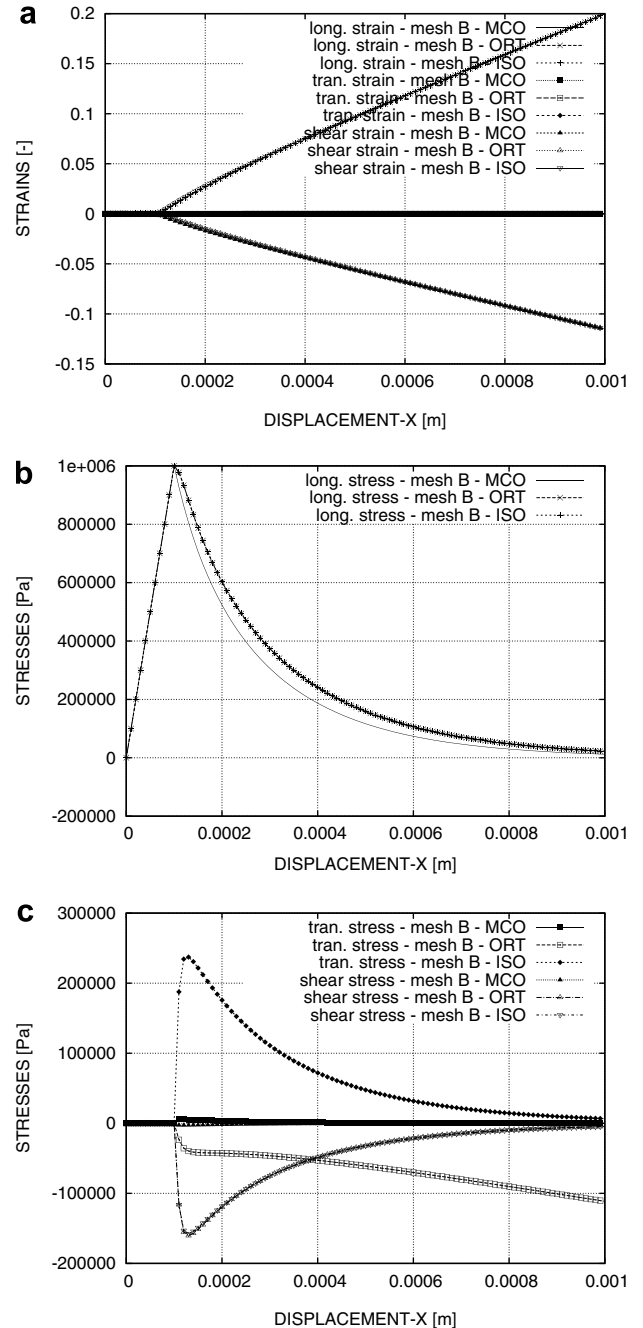 a
0.2
0.15
0.1
0.05
0
-0.05
-0.1
-0.15
STRAINS [-]
long. strain - mesh B - MCO
long. strain - mesh B - ORT
long. strain - mesh B - ISO
tran. strain - mesh B - MCO
tran. strain - mesh B - ORT
tran. strain - mesh B - ISO
shear strain - mesh B - MCO
shear strain - mesh B - ORT
shear strain - mesh B - ISO
0 0.0002 0.0004 0.0006 0.0008 0.001
DISPLACEMENT-X [m]
b
1e+006
800000
600000
400000
200000
0
-200000
STRESSES [Pa]
long. stress - mesh B - MCO
long. stress - mesh B - ORT
long. stress - mesh B - ISO
0 0.0002 0.0004 0.0006 0.0008 0.001
DISPLACEMENT-X [m]
c
300000
200000
100000
0
-100000
-200000
STRESSES [Pa]
tran. stress - mesh B - MCO
tran. stress - mesh B - ORT
tran. stress - mesh B - ISO
shear stress - mesh B - MCO
shear stress - mesh B - ORT
shear stress - mesh B - ISO
0 0.0002 0.0004 0.0006 0.0008 0.001
DISPLACEMENT-X [m]